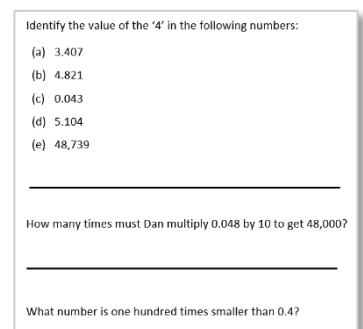 Identify the value of the ‘4’ in the following numbers:
(a) 3.407
(b) 4.821
(c) 0.043
(d) 5.104
(e) 48,739
How many times must Dan multiply 0.048 by 10 to get 48,000?
What number is one hundred times smaller than 0.4?